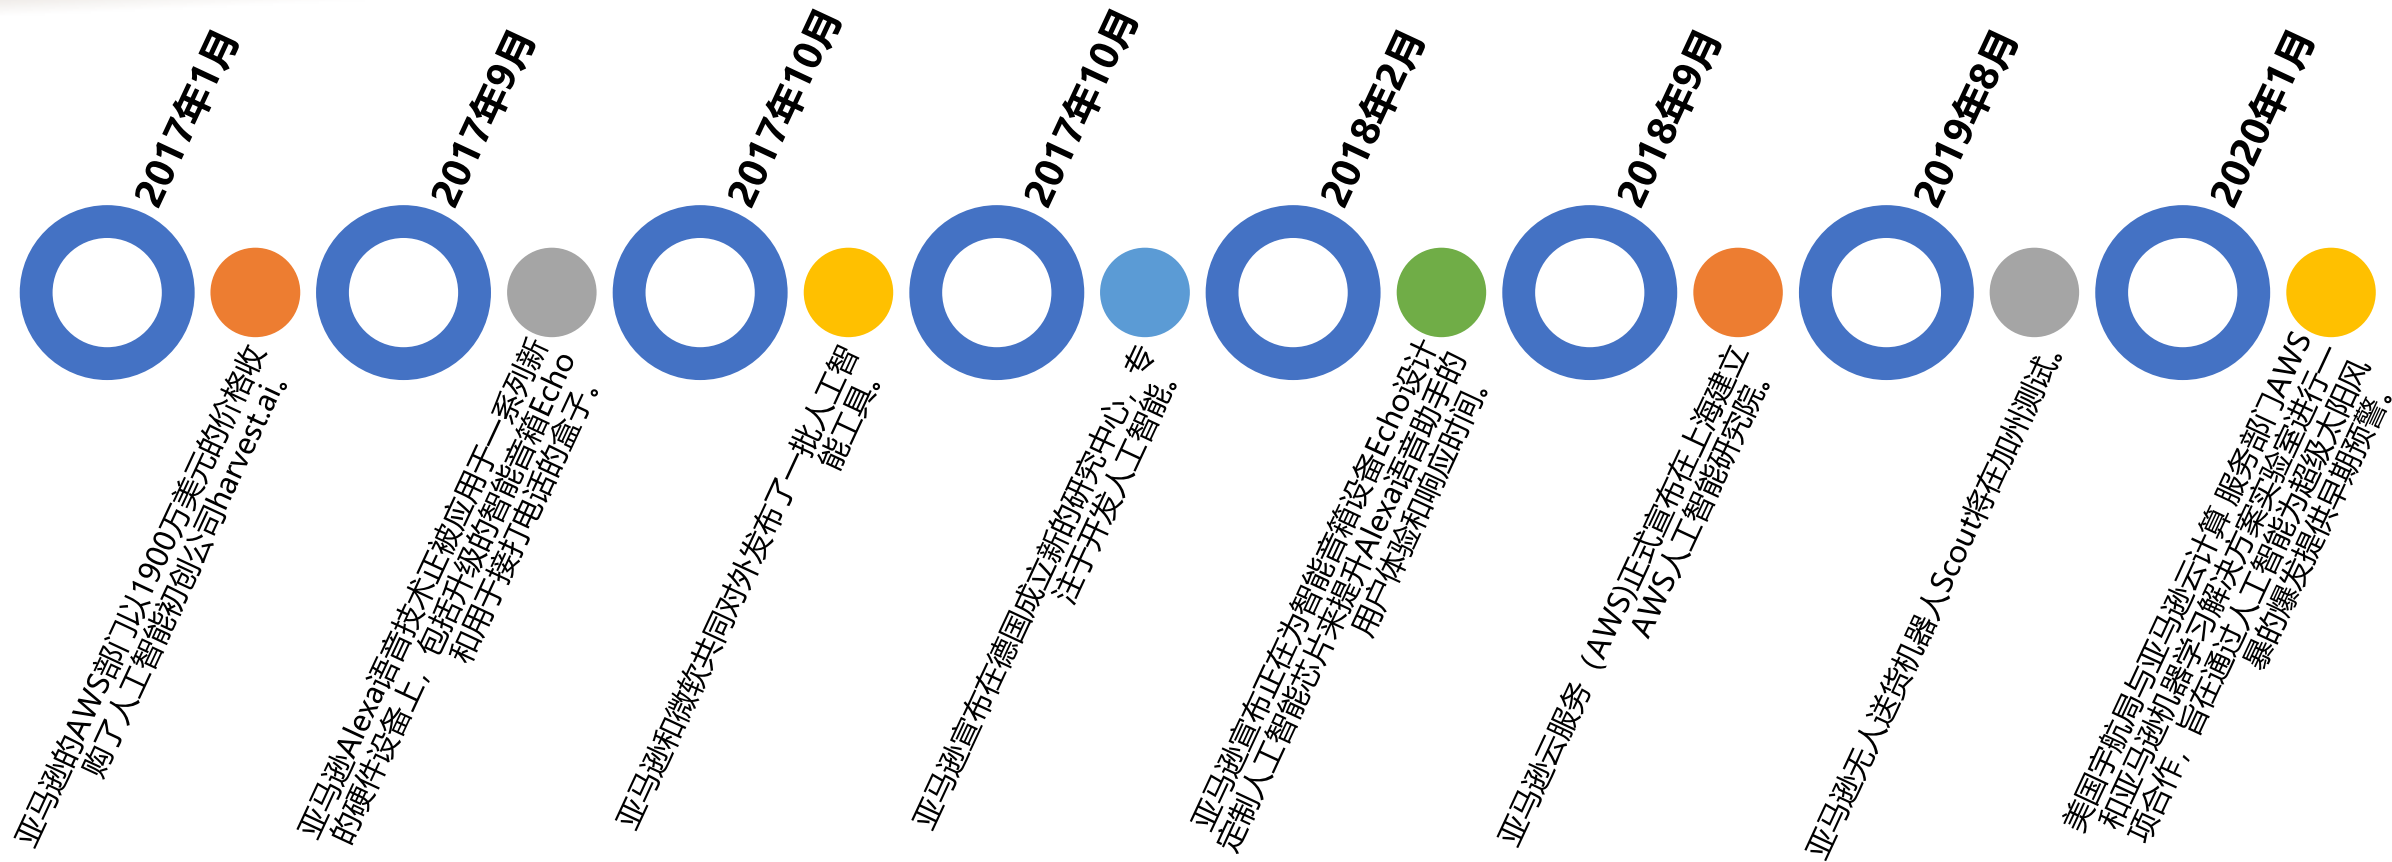 2017年1月
亚马逊的AWS部门以1900万美元的价格收
购了人工智能初创公司harvest.ai。
2017年9月
亚马逊Alexa语音技术正被应用于一系列新
的硬件设备上，包括升级的智能音箱Echo
和用于接打电话的盒子。
2017年10月
亚马逊和微软共同对外发布了一批人工智
能工具。
2017年10月
亚马逊宣布在德国成立新的研究中心，专
注于开发人工智能。
2018年2月
亚马逊宣布正在为智能音箱设备Echo设计
定制人工智能芯片来提升Alexa语音助手的
用户体验和响应时间。
2018年9月
亚马逊云服务（AWS)正式宣布在上海建立
AWS人工智能研究院。
2019年8月
亚马逊无人送货机器人Scout将在加州测试。
2020年1月
美国宇航局与亚马逊云计算 服务部门AWS
和亚马逊机器学习解决方案实验室进行一
项合作，旨在通过人工智能为超级太阳风
暴的爆发提供早期预警。